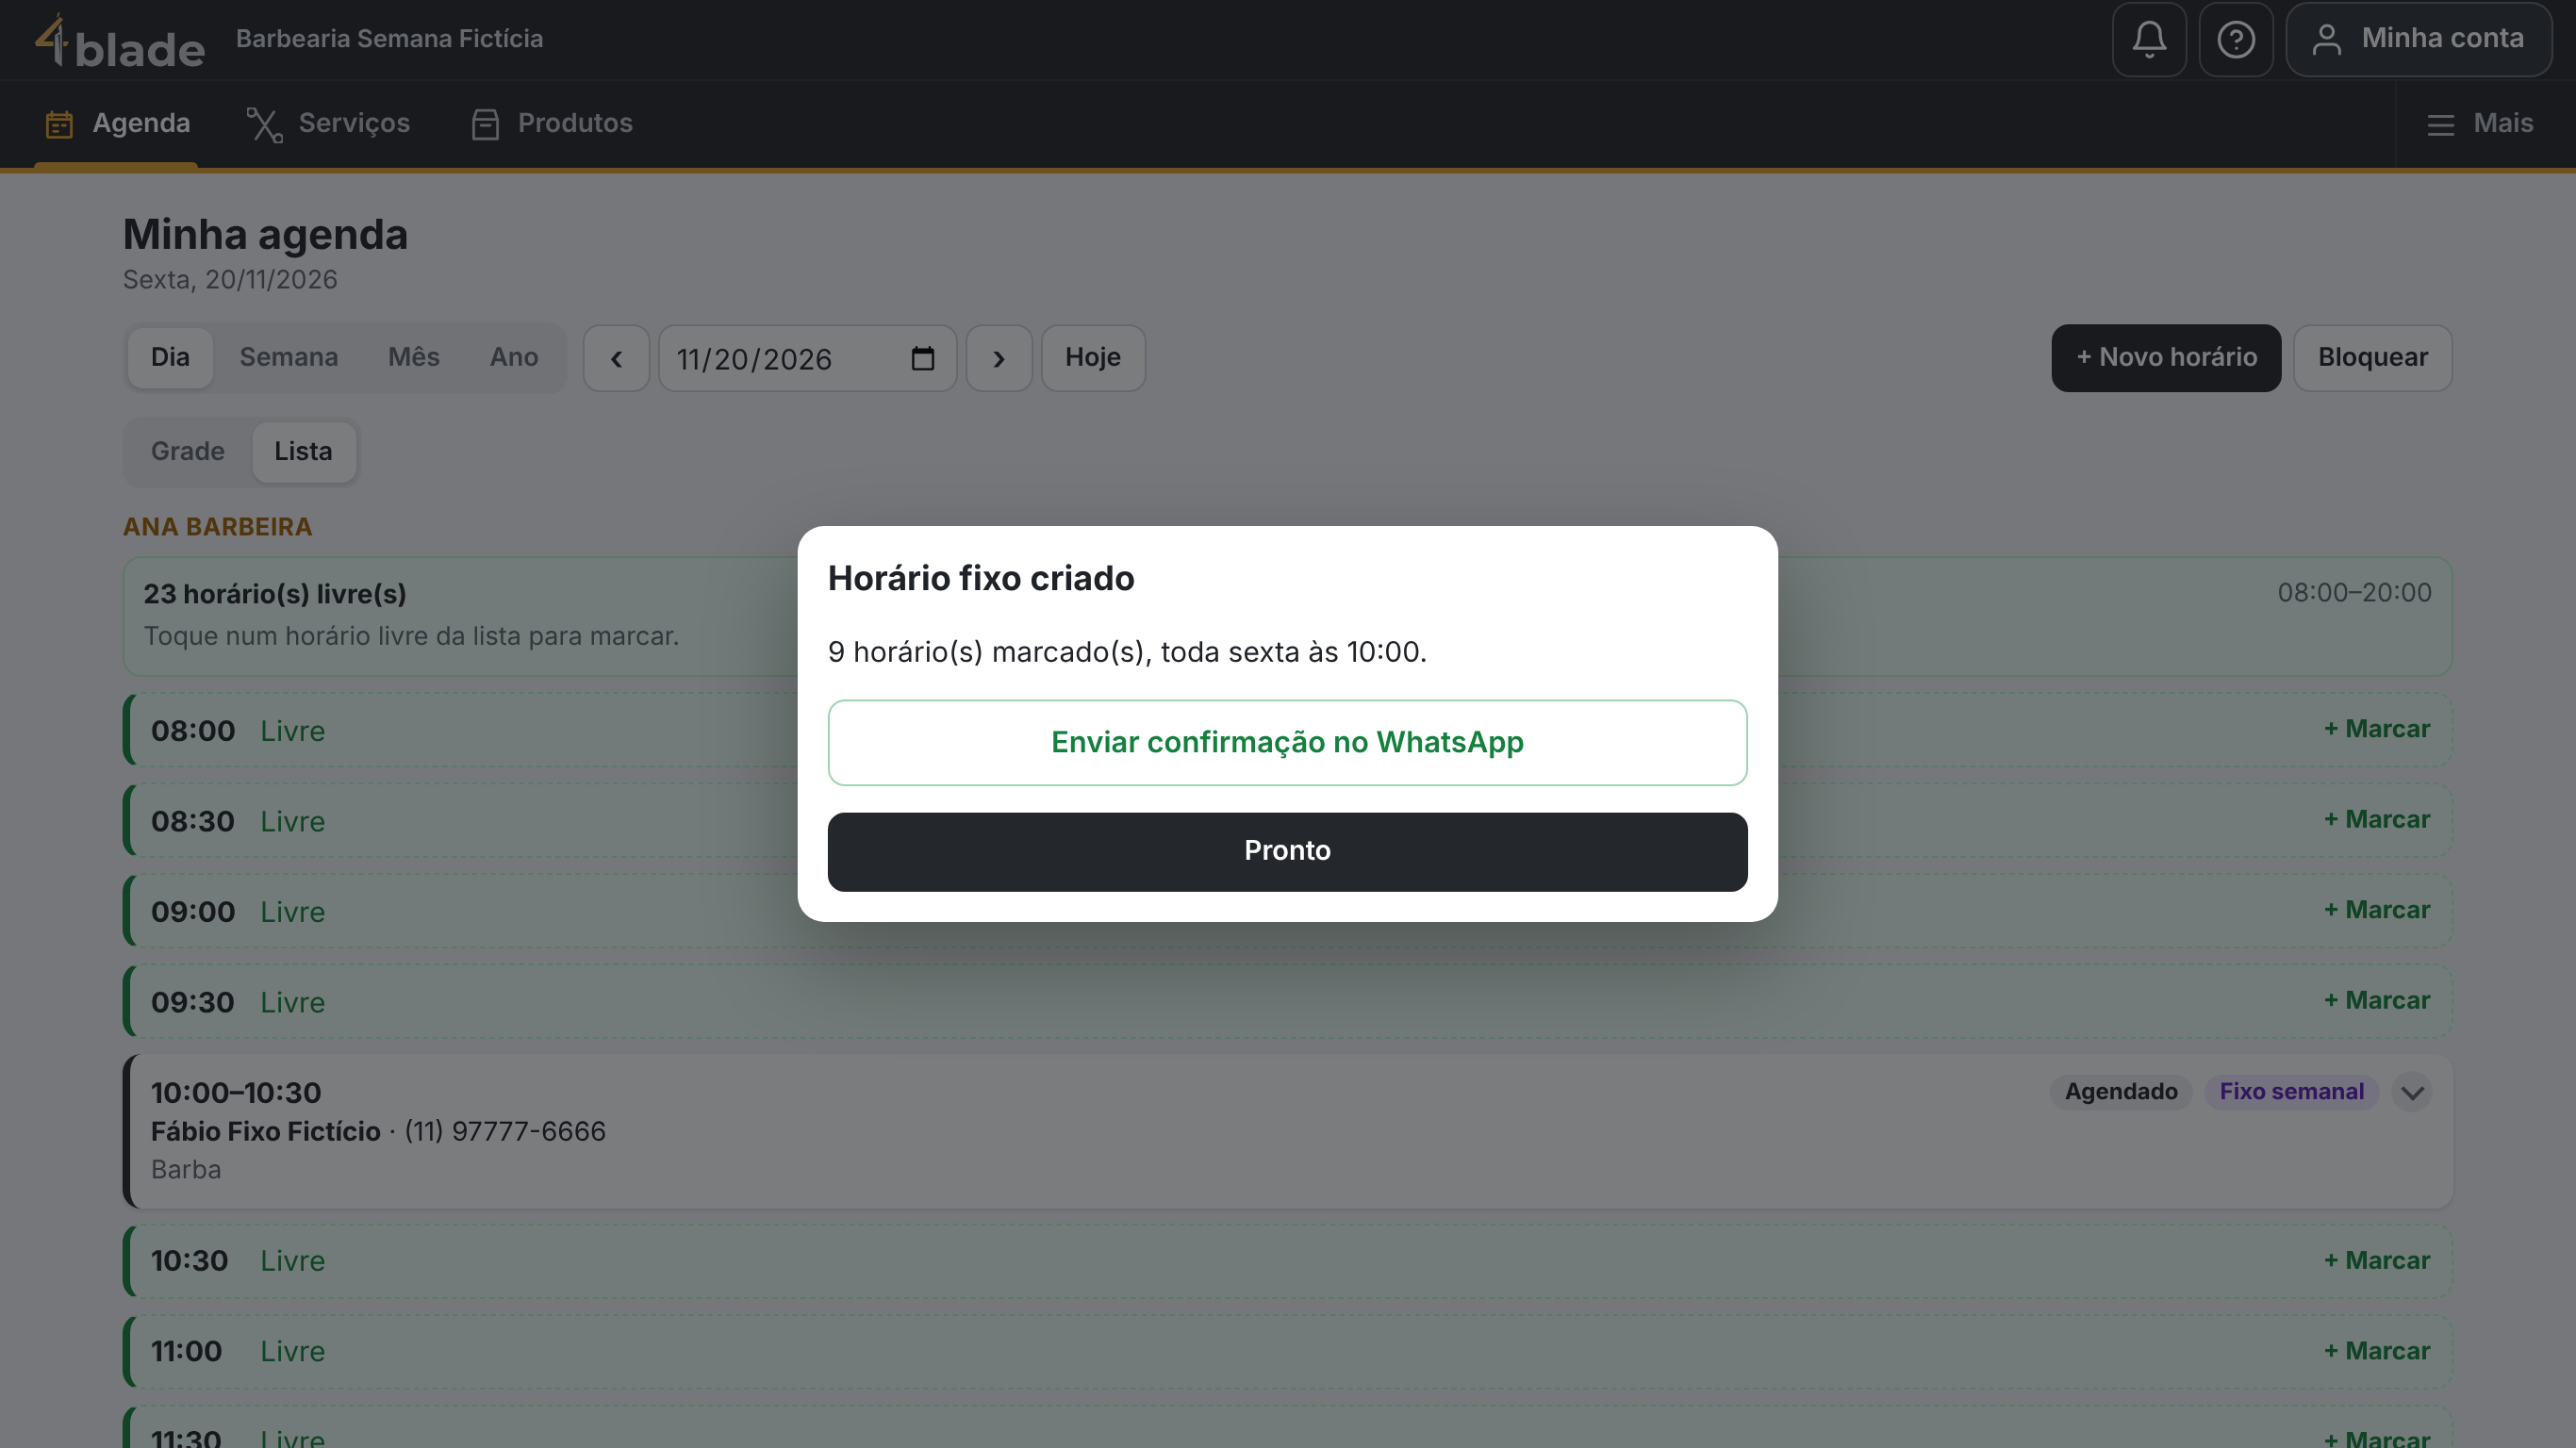 4blade
Barbearia Semana Fictícia
Minha conta
Agenda
Serviços
Produtos
Mais
Minha agenda
Sexta, 20/11/2026
Dia
Semana
Mês
Ano
‹
11/20/2026
›
Hoje
+ Novo horário
Bloquear
Grade
Lista
ANA BARBEIRA
23 horário(s) livre(s)
08:00–20:00
Toque num horário livre da lista para marcar.
Horário fixo criado
9 horário(s) marcado(s), toda sexta às 10:00.
Enviar confirmação no WhatsApp
Pronto
08:00 Livre + Marcar
08:30 Livre + Marcar
09:00 Livre + Marcar
09:30 Livre + Marcar
10:00–10:30 Agendado Fixo semanal
Fábio Fixo Fictício · (11) 97777-6666
Barba
10:30 Livre + Marcar
11:00 Livre + Marcar
11:30 Livre + Marcar